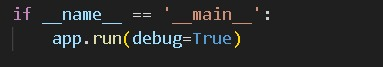 if __name__ == '__main__':
    app.run(debug=True)